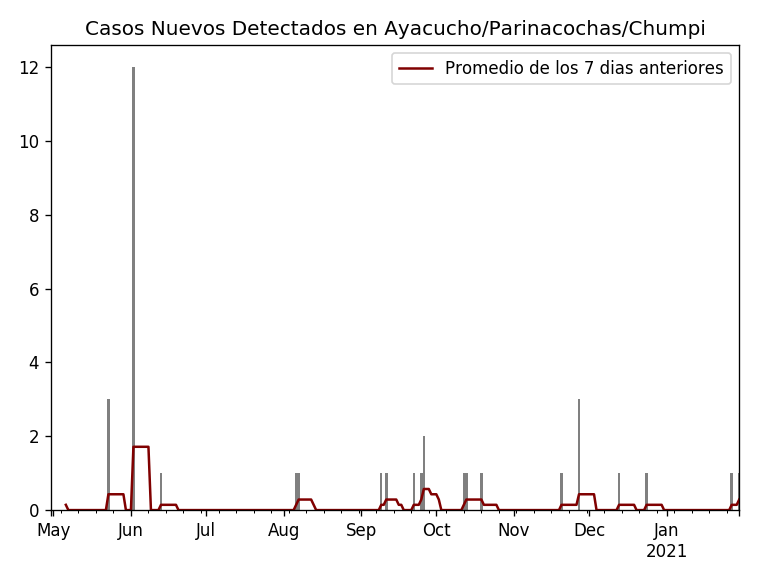 Casos Nuevos Detectados en Ayacucho/Parinacochas/Chumpi
Promedio de los 7 dias anteriores
12
10
8
6
4
2
0
May Jun Jul Aug Sep Oct Nov Dec Jan
2021